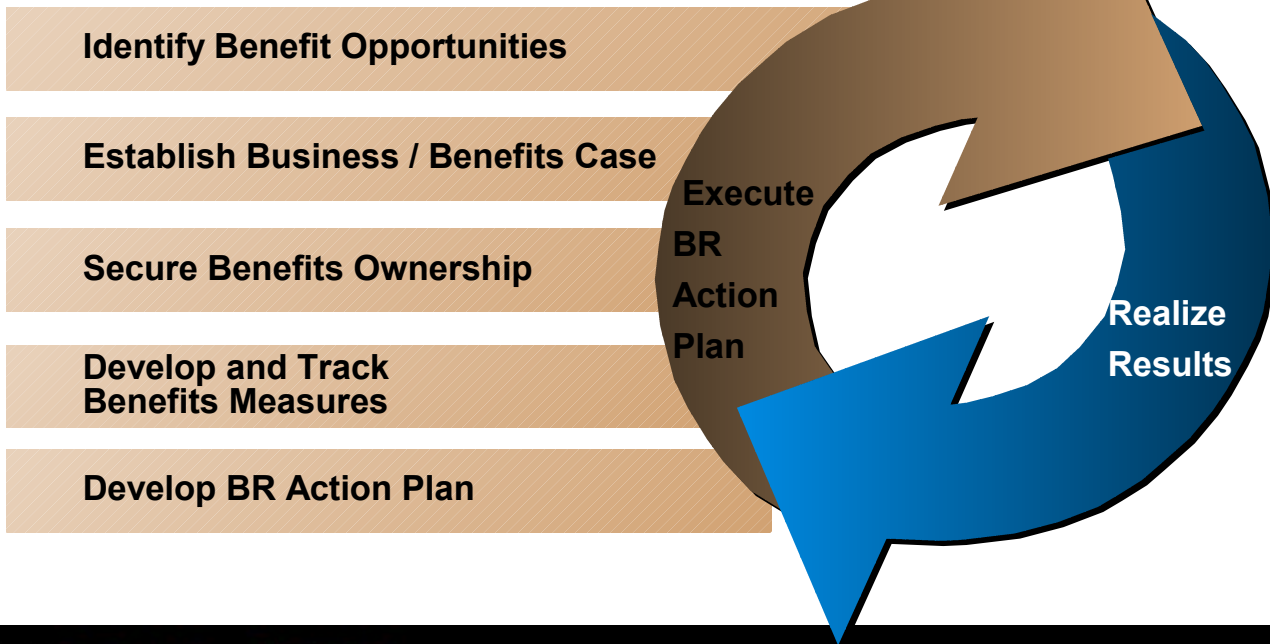 Identify Benefit Opportunities
Establish Business / Benefits Case
Secure Benefits Ownership
Develop and Track
Benefits Measures
Develop BR Action Plan
Execute
BR
Action
Plan
Realize
Results